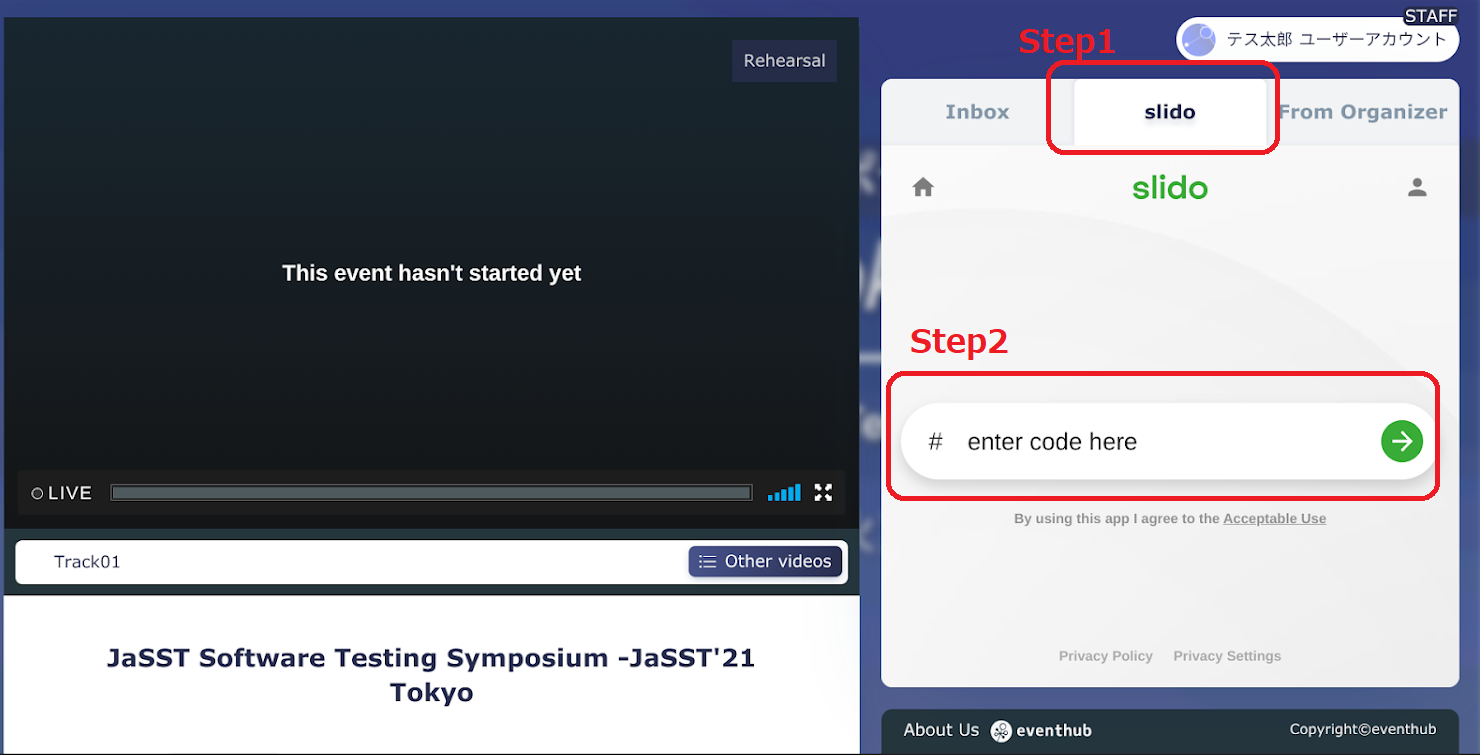 STAFF
Step1
テス太郎 ユーザーアカウント
Rehearsal
Inbox
slido
From Organizer
slido
This event hasn't started yet
Step2
# enter code here
LIVE
By using this app I agree to the Acceptable Use
Track01
Other videos
JaSST Software Testing Symposium -JaSST'21
Tokyo
Privacy Policy Privacy Settings
About Us eventhub
Copyright©eventhub